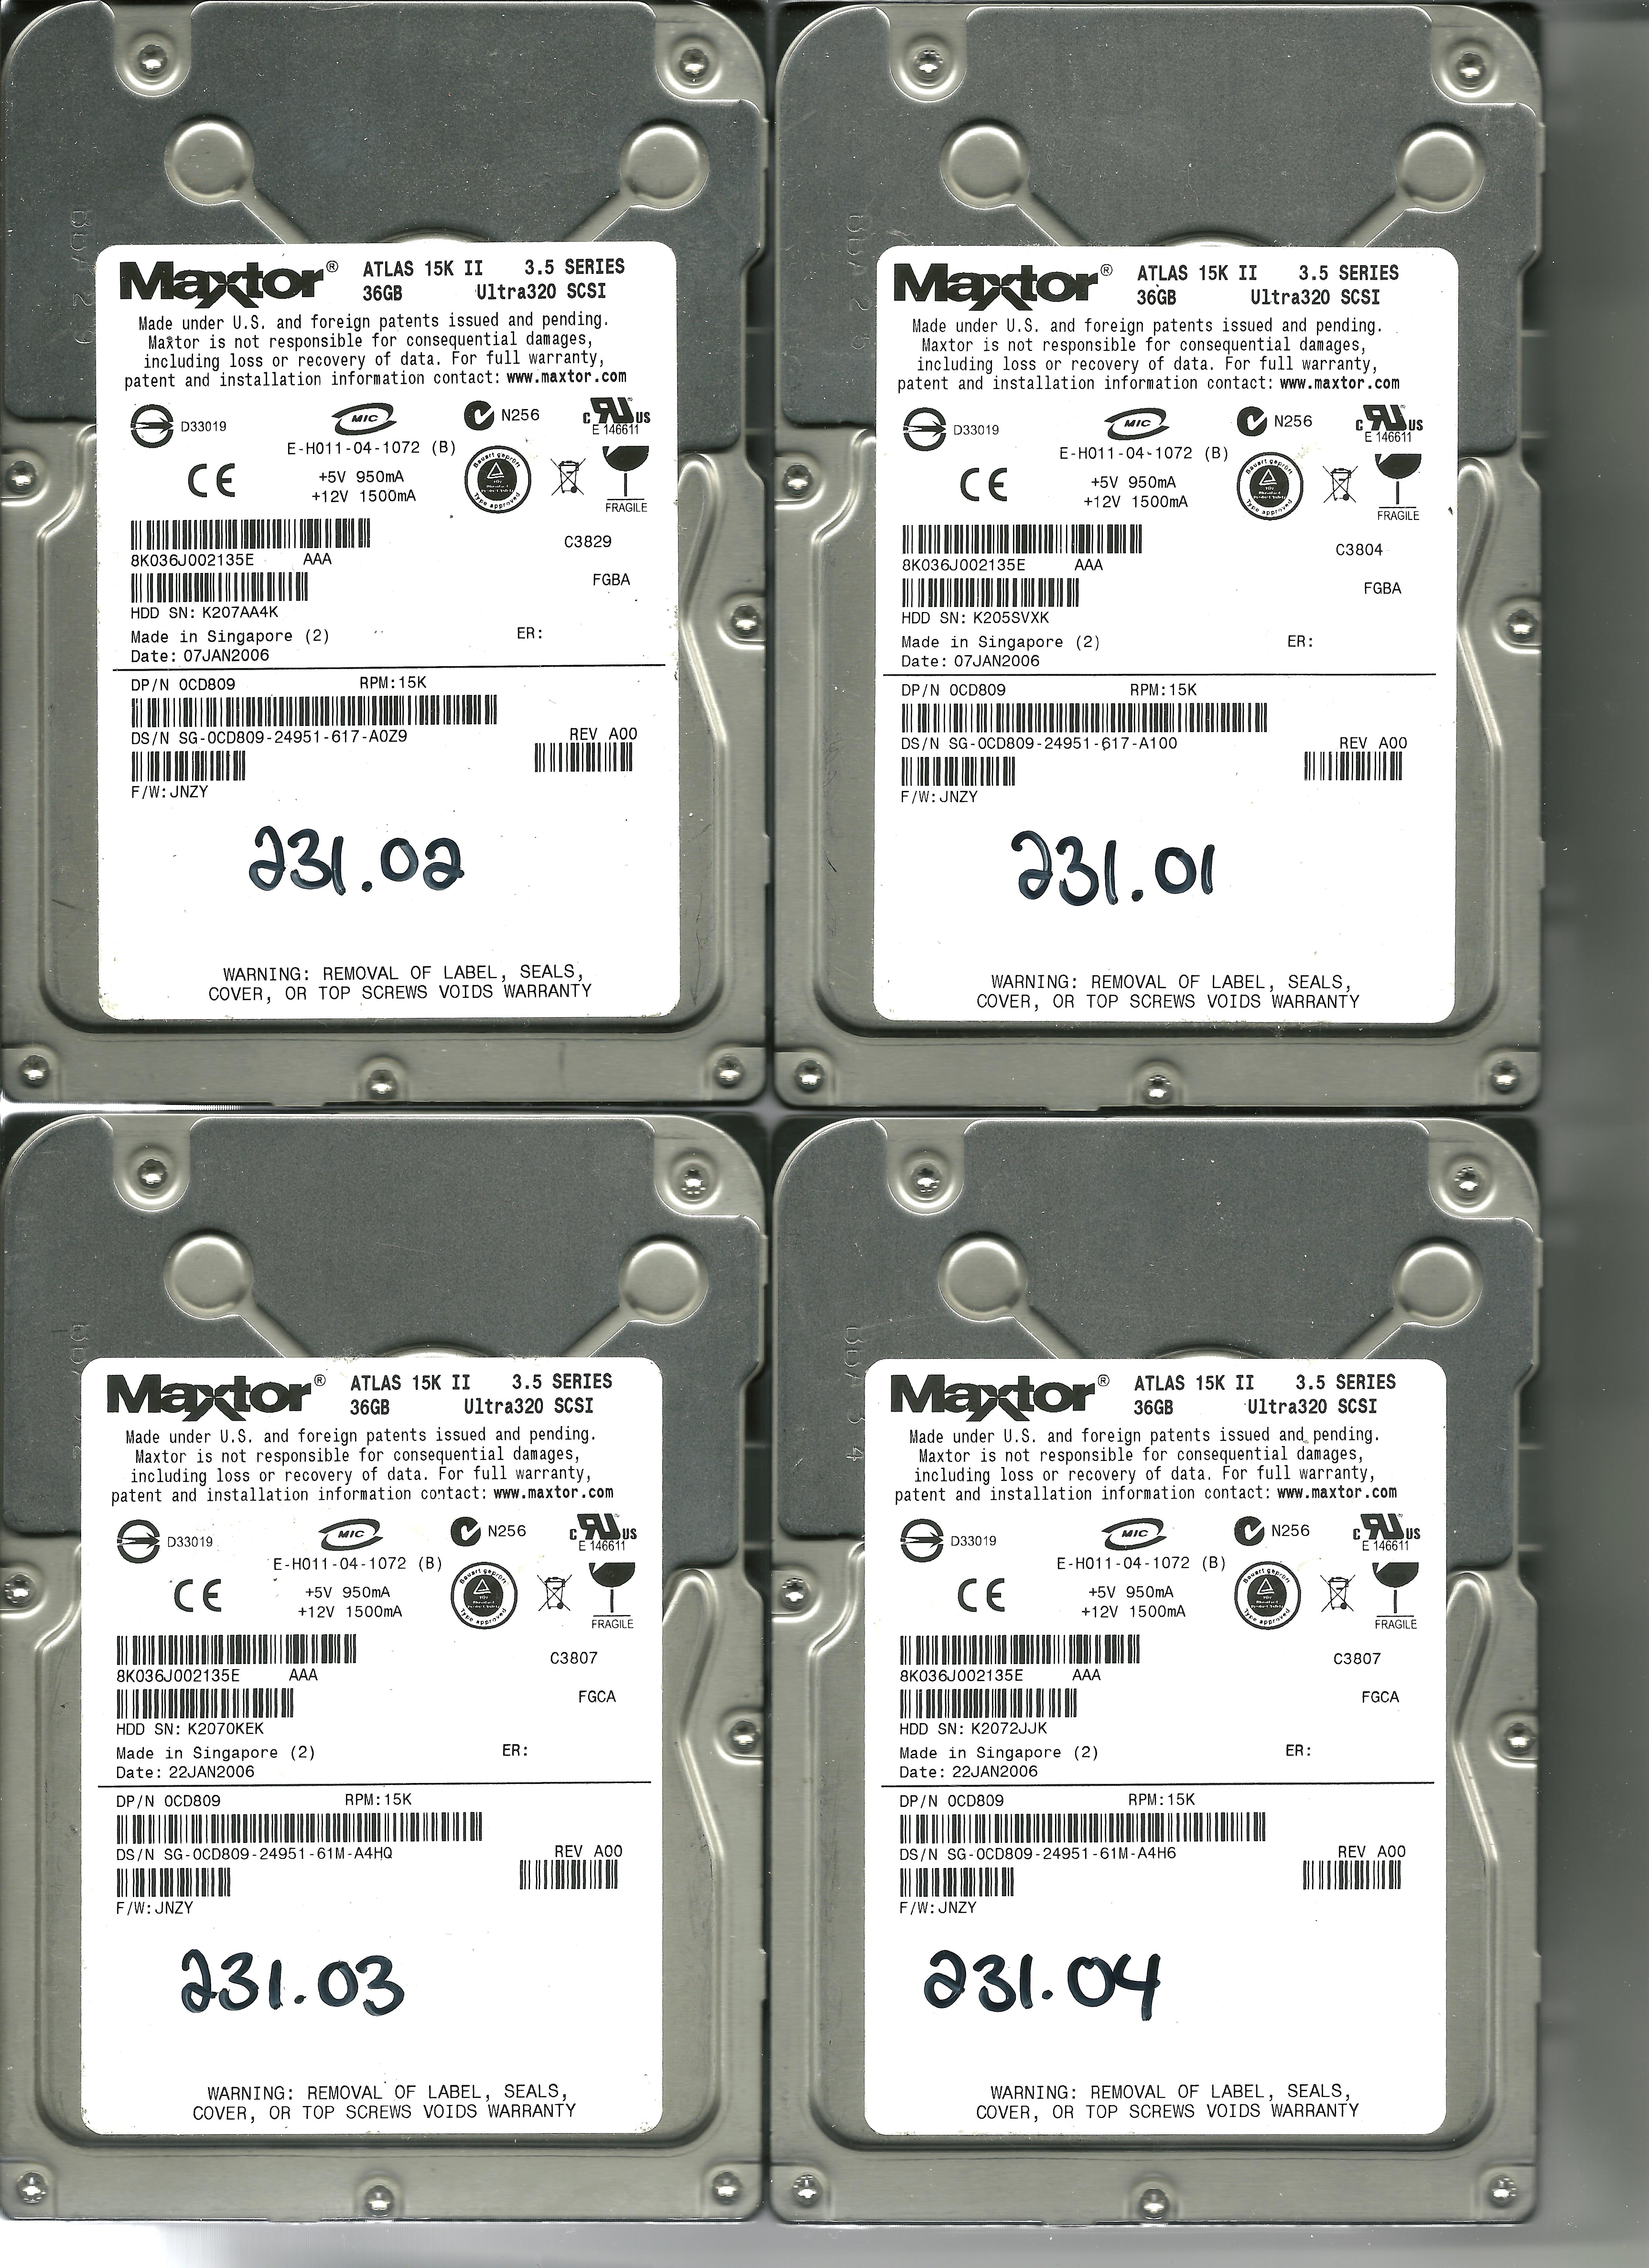 Maxtor® ATLAS 15K II 3.5 SERIES
36GB Ultra320 SCSI
Made under U.S. and foreign patents issued and pending.
Maxtor is not responsible for consequential damages,
including loss or recovery of data. For full warranty,
patent and installation information contact: www.maxtor.com
D33019 MIC N256 c RU US
E 146611
E-H011-04-1072 (B)
CE +5V 950mA
+12V 1500mA
Bauart geprüft
Type approved
FRAGILE
C3829
8K036J002135E AAA
FGBA
HDD SN: K207AA4K
Made in Singapore (2) ER:
Date: 07JAN2006
DP/N 0CD809 RPM:15K
DS/N SG-0CD809-24951-617-A0Z9 REV A00
F/W:JNZY
231.02
WARNING: REMOVAL OF LABEL, SEALS,
COVER, OR TOP SCREWS VOIDS WARRANTY
Maxtor® ATLAS 15K II 3.5 SERIES
36GB Ultra320 SCSI
Made under U.S. and foreign patents issued and pending.
Maxtor is not responsible for consequential damages,
including loss or recovery of data. For full warranty,
patent and installation information contact: www.maxtor.com
D33019 MIC N256 c RU US
E 146611
E-H011-04-1072 (B)
CE +5V 950mA
+12V 1500mA
Bauart geprüft
Type approved
FRAGILE
C3804
8K036J002135E AAA
FGBA
HDD SN: K205SVXK
Made in Singapore (2) ER:
Date: 07JAN2006
DP/N 0CD809 RPM:15K
DS/N SG-0CD809-24951-617-A100 REV A00
F/W:JNZY
231.01
WARNING: REMOVAL OF LABEL, SEALS,
COVER, OR TOP SCREWS VOIDS WARRANTY
Maxtor® ATLAS 15K II 3.5 SERIES
36GB Ultra320 SCSI
Made under U.S. and foreign patents issued and pending.
Maxtor is not responsible for consequential damages,
including loss or recovery of data. For full warranty,
patent and installation information contact: www.maxtor.com
D33019 MIC N256 c RU US
E 146611
E-H011-04-1072 (B)
CE +5V 950mA
+12V 1500mA
Bauart geprüft
Type approved
FRAGILE
C3807
8K036J002135E AAA
FGCA
HDD SN: K2070KEK
Made in Singapore (2) ER:
Date: 22JAN2006
DP/N 0CD809 RPM:15K
DS/N SG-0CD809-24951-61M-A4HQ REV A00
F/W:JNZY
231.03
WARNING: REMOVAL OF LABEL, SEALS,
COVER, OR TOP SCREWS VOIDS WARRANTY
Maxtor® ATLAS 15K II 3.5 SERIES
36GB Ultra320 SCSI
Made under U.S. and foreign patents issued and pending.
Maxtor is not responsible for consequential damages,
including loss or recovery of data. For full warranty,
patent and installation information contact: www.maxtor.com
D33019 MIC N256 c RU US
E 146611
E-H011-04-1072 (B)
CE +5V 950mA
+12V 1500mA
Bauart geprüft
Type approved
FRAGILE
C3807
8K036J002135E AAA
FGCA
HDD SN: K2072JJK
Made in Singapore (2) ER:
Date: 22JAN2006
DP/N 0CD809 RPM:15K
DS/N SG-0CD809-24951-61M-A4H6 REV A00
F/W:JNZY
231.04
WARNING: REMOVAL OF LABEL, SEALS,
COVER, OR TOP SCREWS VOIDS WARRANTY